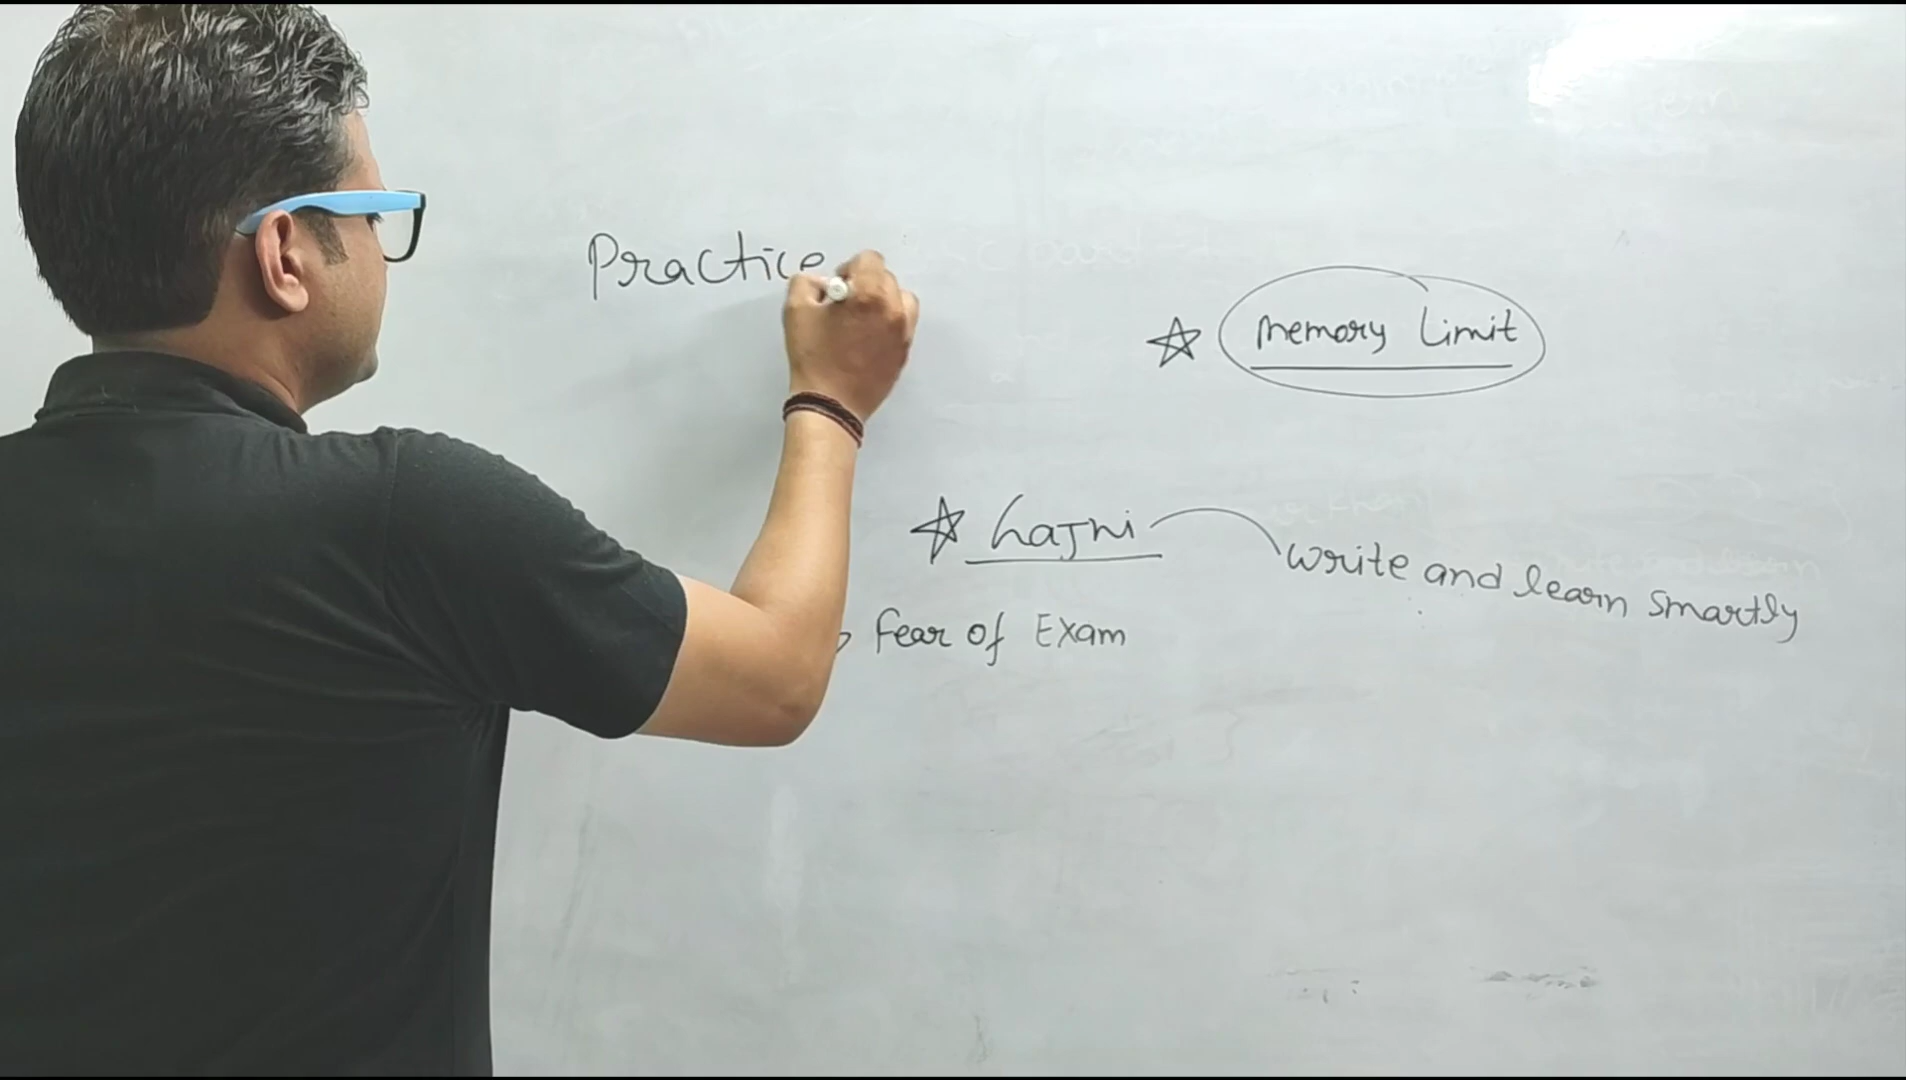 Practice
☆ Memory Limit
☆ Gajni
write and learn smartly
Fear of Exam